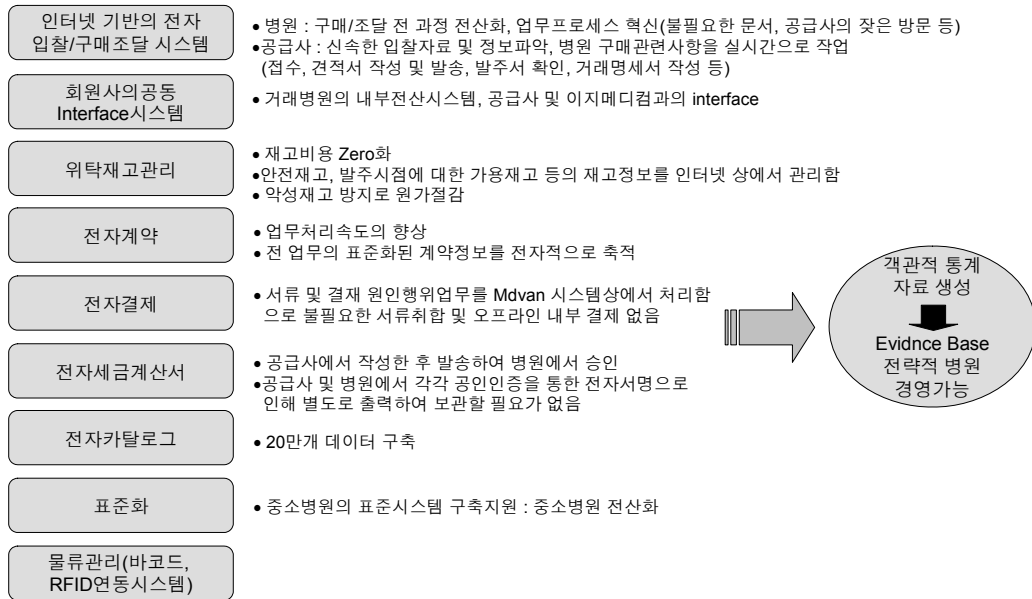 인터넷 기반의 전자
입찰/구매조달 시스템
● 병원 : 구매/조달 전 과정 전산화, 업무프로세스 혁신(불필요한 문서, 공급사의 잦은 방문 등)
●공급사 : 신속한 입찰자료 및 정보파악, 병원 구매관련사항을 실시간으로 작업
(접수, 견적서 작성 및 발송, 발주서 확인, 거래명세서 작성 등)
회원사의공동
Interface시스템
● 거래병원의 내부전산시스템, 공급사 및 이지메디컴과의 interface
위탁재고관리
● 재고비용 Zero화
●안전재고, 발주시점에 대한 가용재고 등의 재고정보를 인터넷 상에서 관리함
● 악성재고 방지로 원가절감
전자계약
● 업무처리속도의 향상
● 전 업무의 표준화된 계약정보를 전자적으로 축적
전자결제
● 서류 및 결재 원인행위업무를 Mdvan 시스템상에서 처리함
으로 불필요한 서류취합 및 오프라인 내부 결제 없음
전자세금계산서
● 공급사에서 작성한 후 발송하여 병원에서 승인
●공급사 및 병원에서 각각 공인인증을 통한 전자서명으로
인해 별도로 출력하여 보관할 필요가 없음
전자카탈로그
● 20만개 데이터 구축
표준화
● 중소병원의 표준시스템 구축지원 : 중소병원 전산화
물류관리(바코드,
RFID연동시스템)
객관적 통계
자료 생성
Evidnce Base
전략적 병원
경영가능